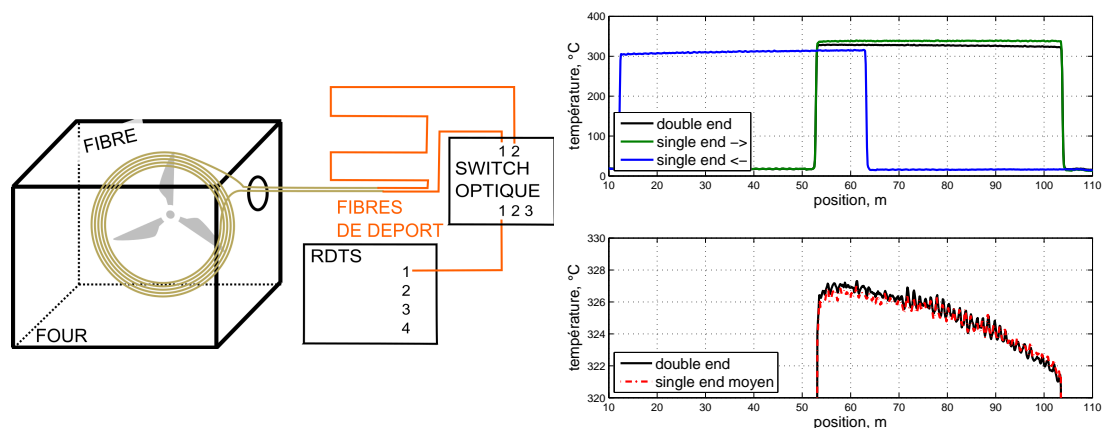 FIBRE
FOUR
FIBRES
DE DEPORT
1 2
SWITCH
OPTIQUE
1 2 3
RDTS
1
2
3
4
température, °C
400
300
200
100
0
double end
single end −>
single end <−
10 20 30 40 50 60 70 80 90 100 110
position, m
température, °C
330
328
326
324
322
320
double end
single end moyen
10 20 30 40 50 60 70 80 90 100 110
position, m